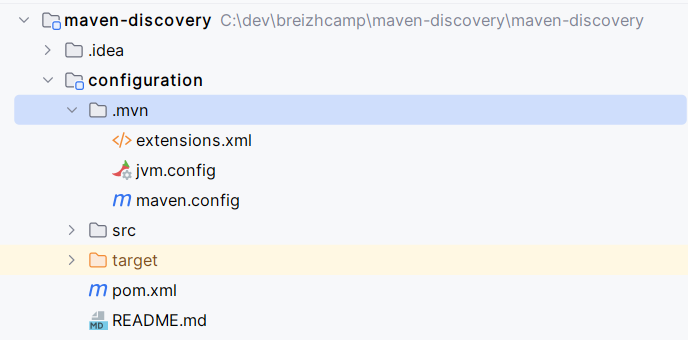 maven-discovery C:\dev\breizhcamp\maven-discovery\maven-discovery
.idea
configuration
.mvn
</> extensions.xml
jvm.config
m maven.config
src
target
m pom.xml
MD README.md